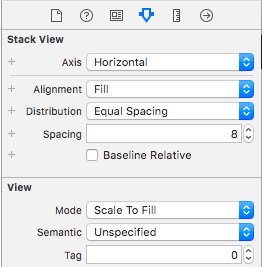 Stack View
+ Axis Horizontal
+ Alignment Fill
+ Distribution Equal Spacing
+ Spacing 8
+ Baseline Relative
View
Mode Scale To Fill
Semantic Unspecified
Tag 0